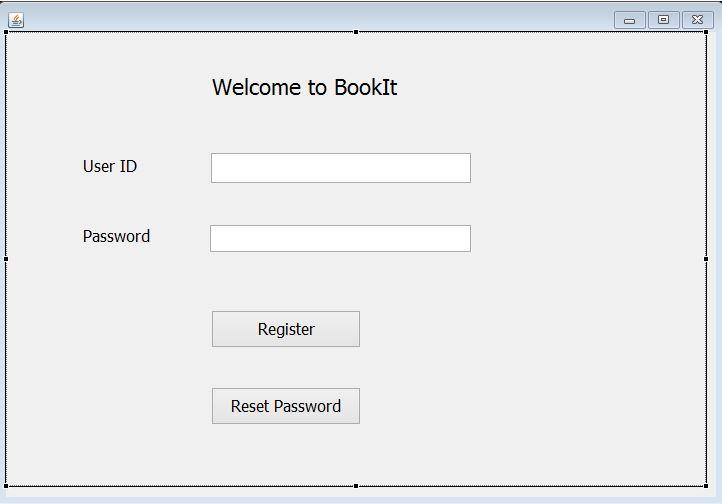 Welcome to BookIt
User ID
Password
Register
Reset Password